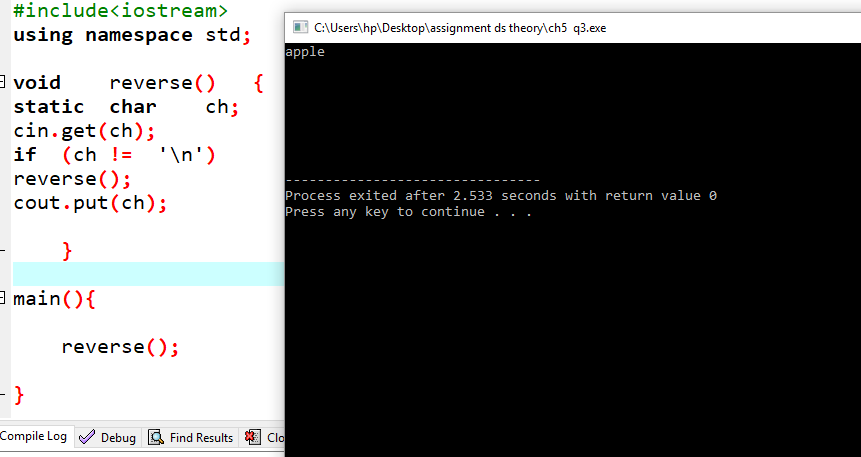 #include<iostream>
using namespace std;
void    reverse()   {
static  char    ch;
cin.get(ch);
if  (ch !=  '\n')
reverse();
cout.put(ch);
}
main(){
reverse();
}
Compile Log Debug Find Results Clo
C:\Users\hp\Desktop\assignment ds theory\ch5  q3.exe
apple
--------------------------------
Process exited after 2.533 seconds with return value 0
Press any key to continue . . .